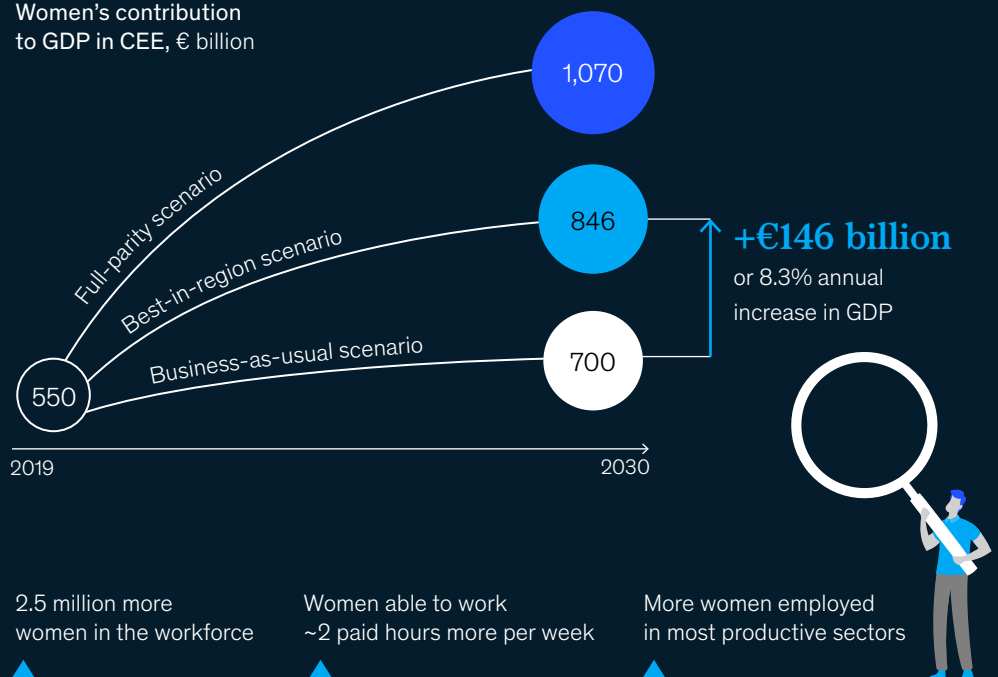 Women’s contribution
to GDP in CEE, € billion
1,070
Full-parity scenario
846
Best-in-region scenario
+€146 billion
or 8.3% annual
increase in GDP
Business-as-usual scenario
700
550
2019
2030
2.5 million more
women in the workforce
Women able to work
~2 paid hours more per week
More women employed
in most productive sectors